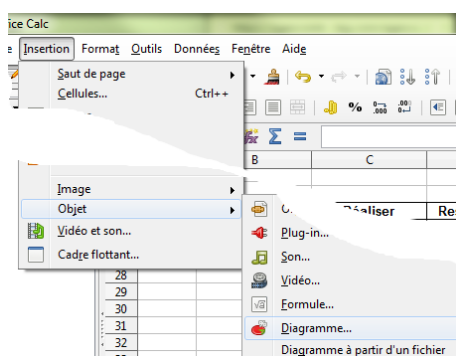 ice Calc
e Insertion Format Outils Données Fenêtre Aide
Saut de page
Cellules... Ctrl++
% 
B C
Réaliser Res
Image
Objet
Vidéo et son...
Cadre flottant...
Plug-in...
Son...
Vidéo...
Formule...
Diagramme...
Diagramme à partir d'un fichier
28
29
30
31
32